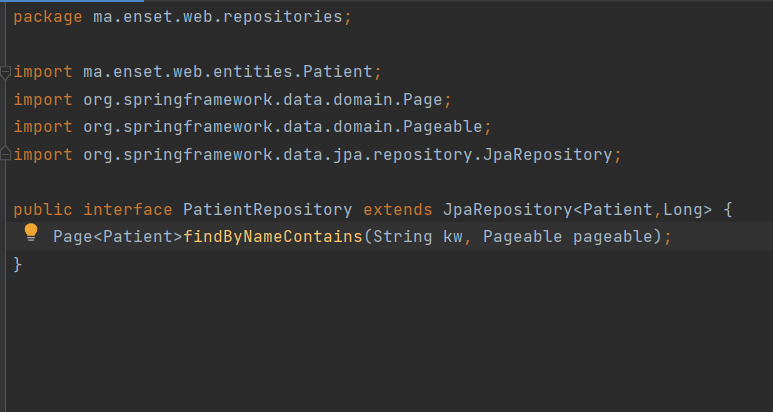 package ma.enset.web.repositories;
import ma.enset.web.entities.Patient;
import org.springframework.data.domain.Page;
import org.springframework.data.domain.Pageable;
import org.springframework.data.jpa.repository.JpaRepository;
public interface PatientRepository extends JpaRepository<Patient,Long> {
Page<Patient>findByNameContains(String kw, Pageable pageable);
}